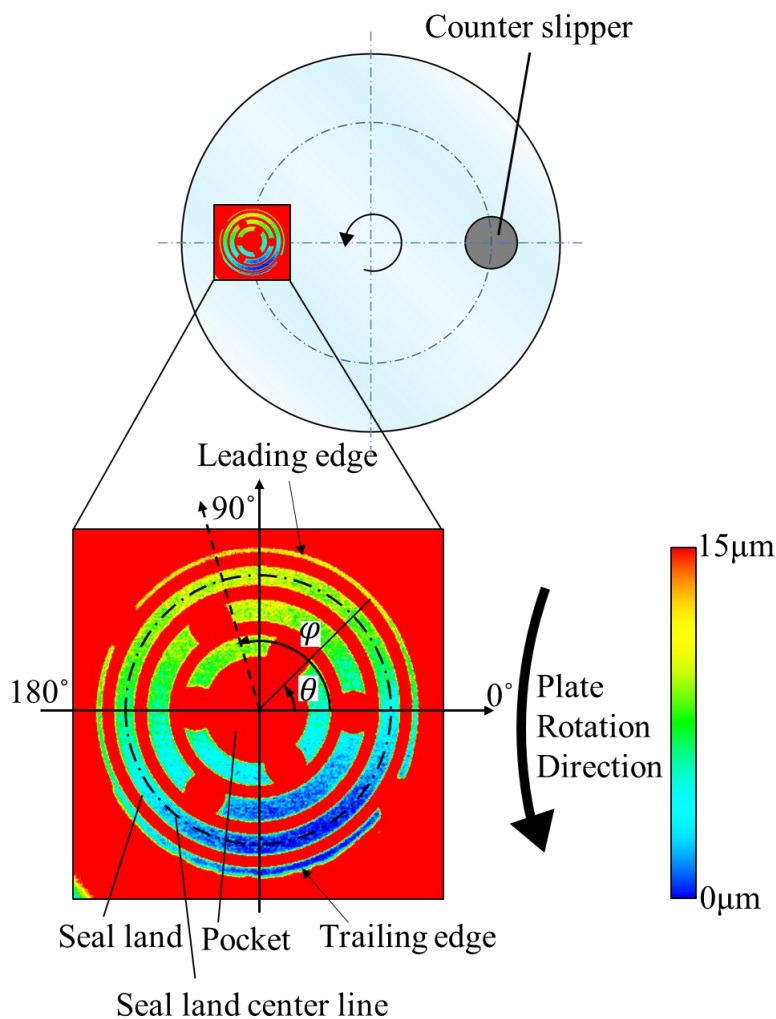 Counter slipper
Leading edge
90°
φ
θ
180°
0°
Plate
Rotation
Direction
15μm
0μm
Seal land
Pocket
Trailing edge
Seal land center line